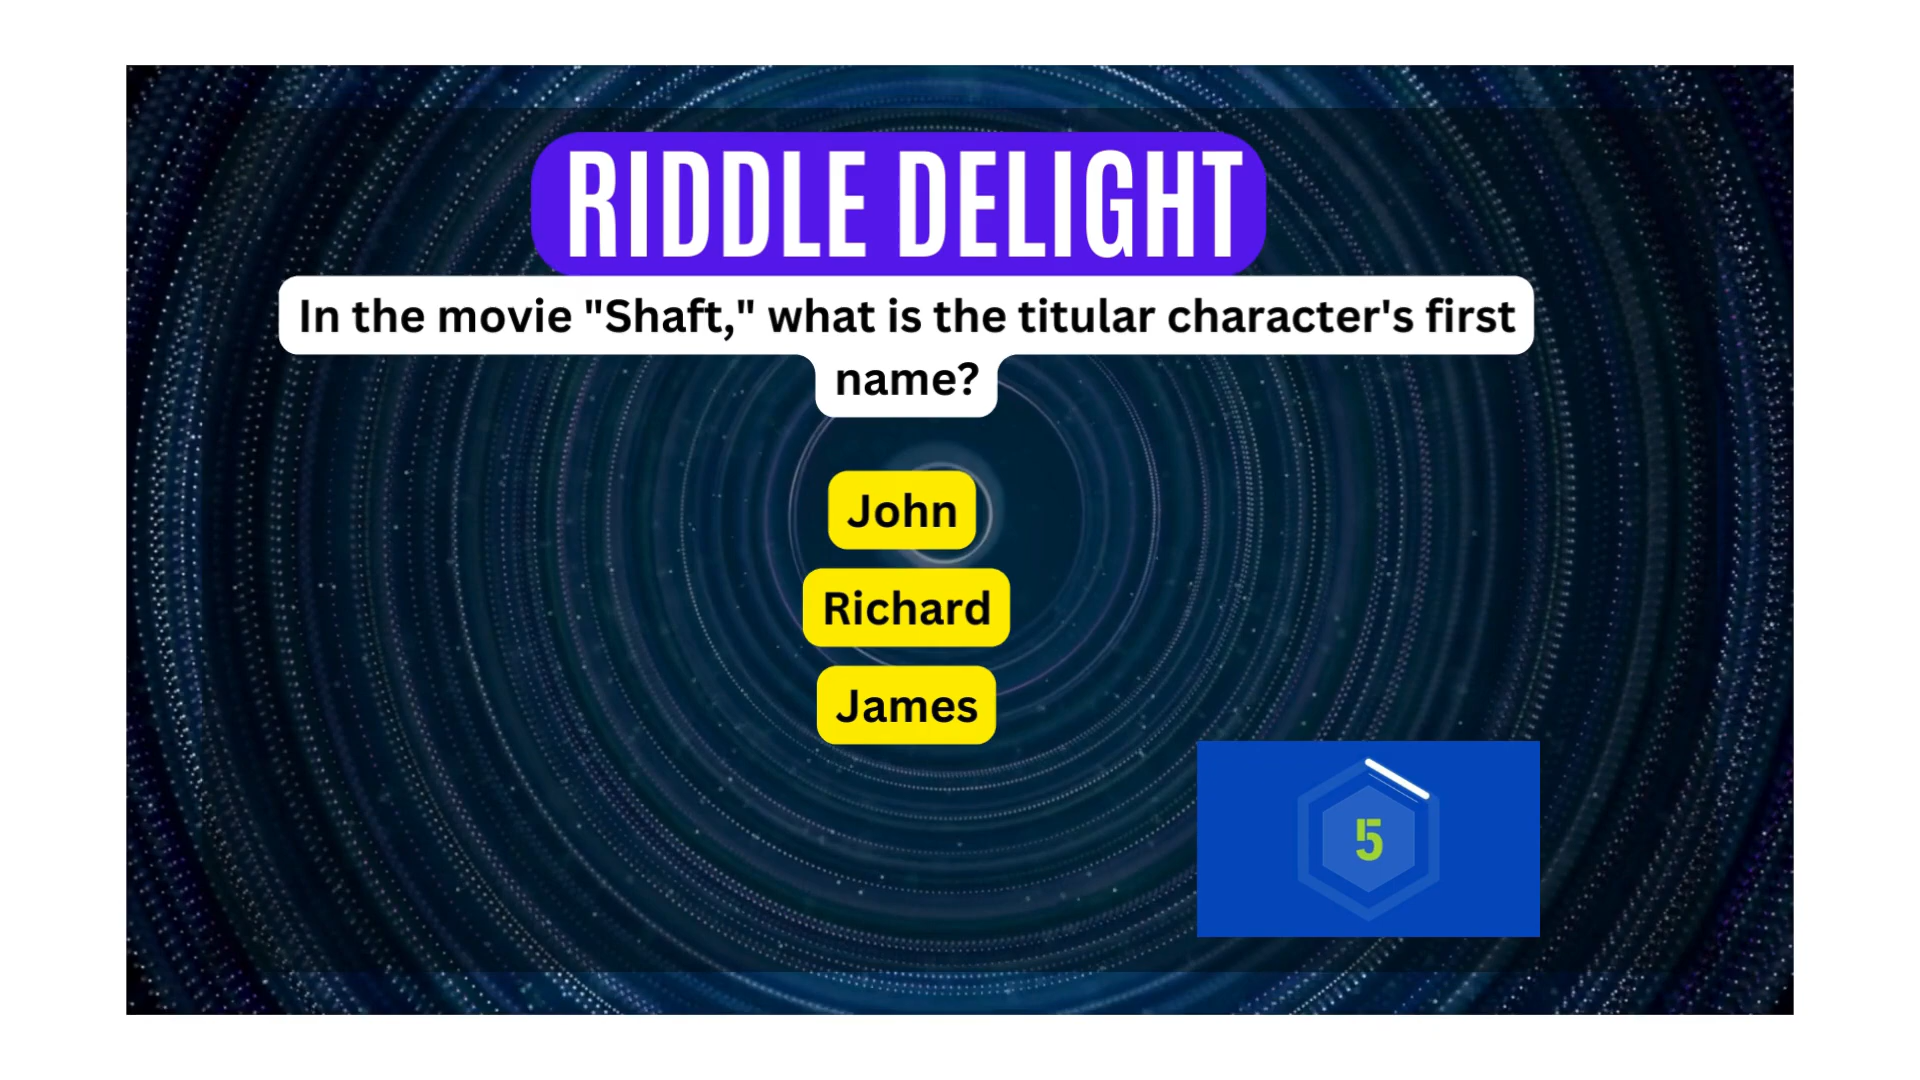 RIDDLE DELIGHT
In the movie "Shaft," what is the titular character's first
name?
John
Richard
James
5